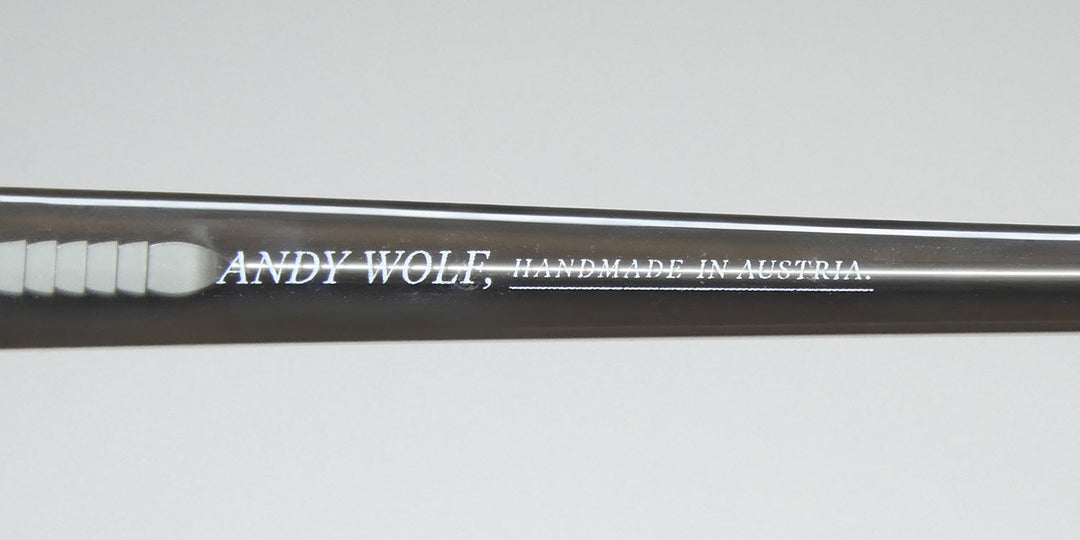 ANDY WOLF, HANDMADE IN AUSTRIA.